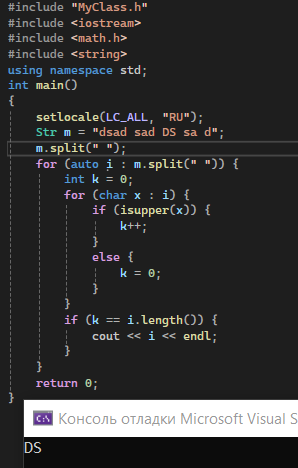 #include "MyClass.h"
#include <iostream>
#include <math.h>
#include <string>
using namespace std;
int main()
{
setlocale(LC_ALL, "RU");
Str m = "dsad sad DS sa d";
m.split(" ");
for (auto i : m.split(" ")) {
int k = 0;
for (char x : i) {
if (isupper(x)) {
k++;
}
else {
k = 0;
}
}
if (k == i.length()) {
cout << i << endl;
}
}
return 0;
}
Консоль отладки Microsoft Visual S
DS